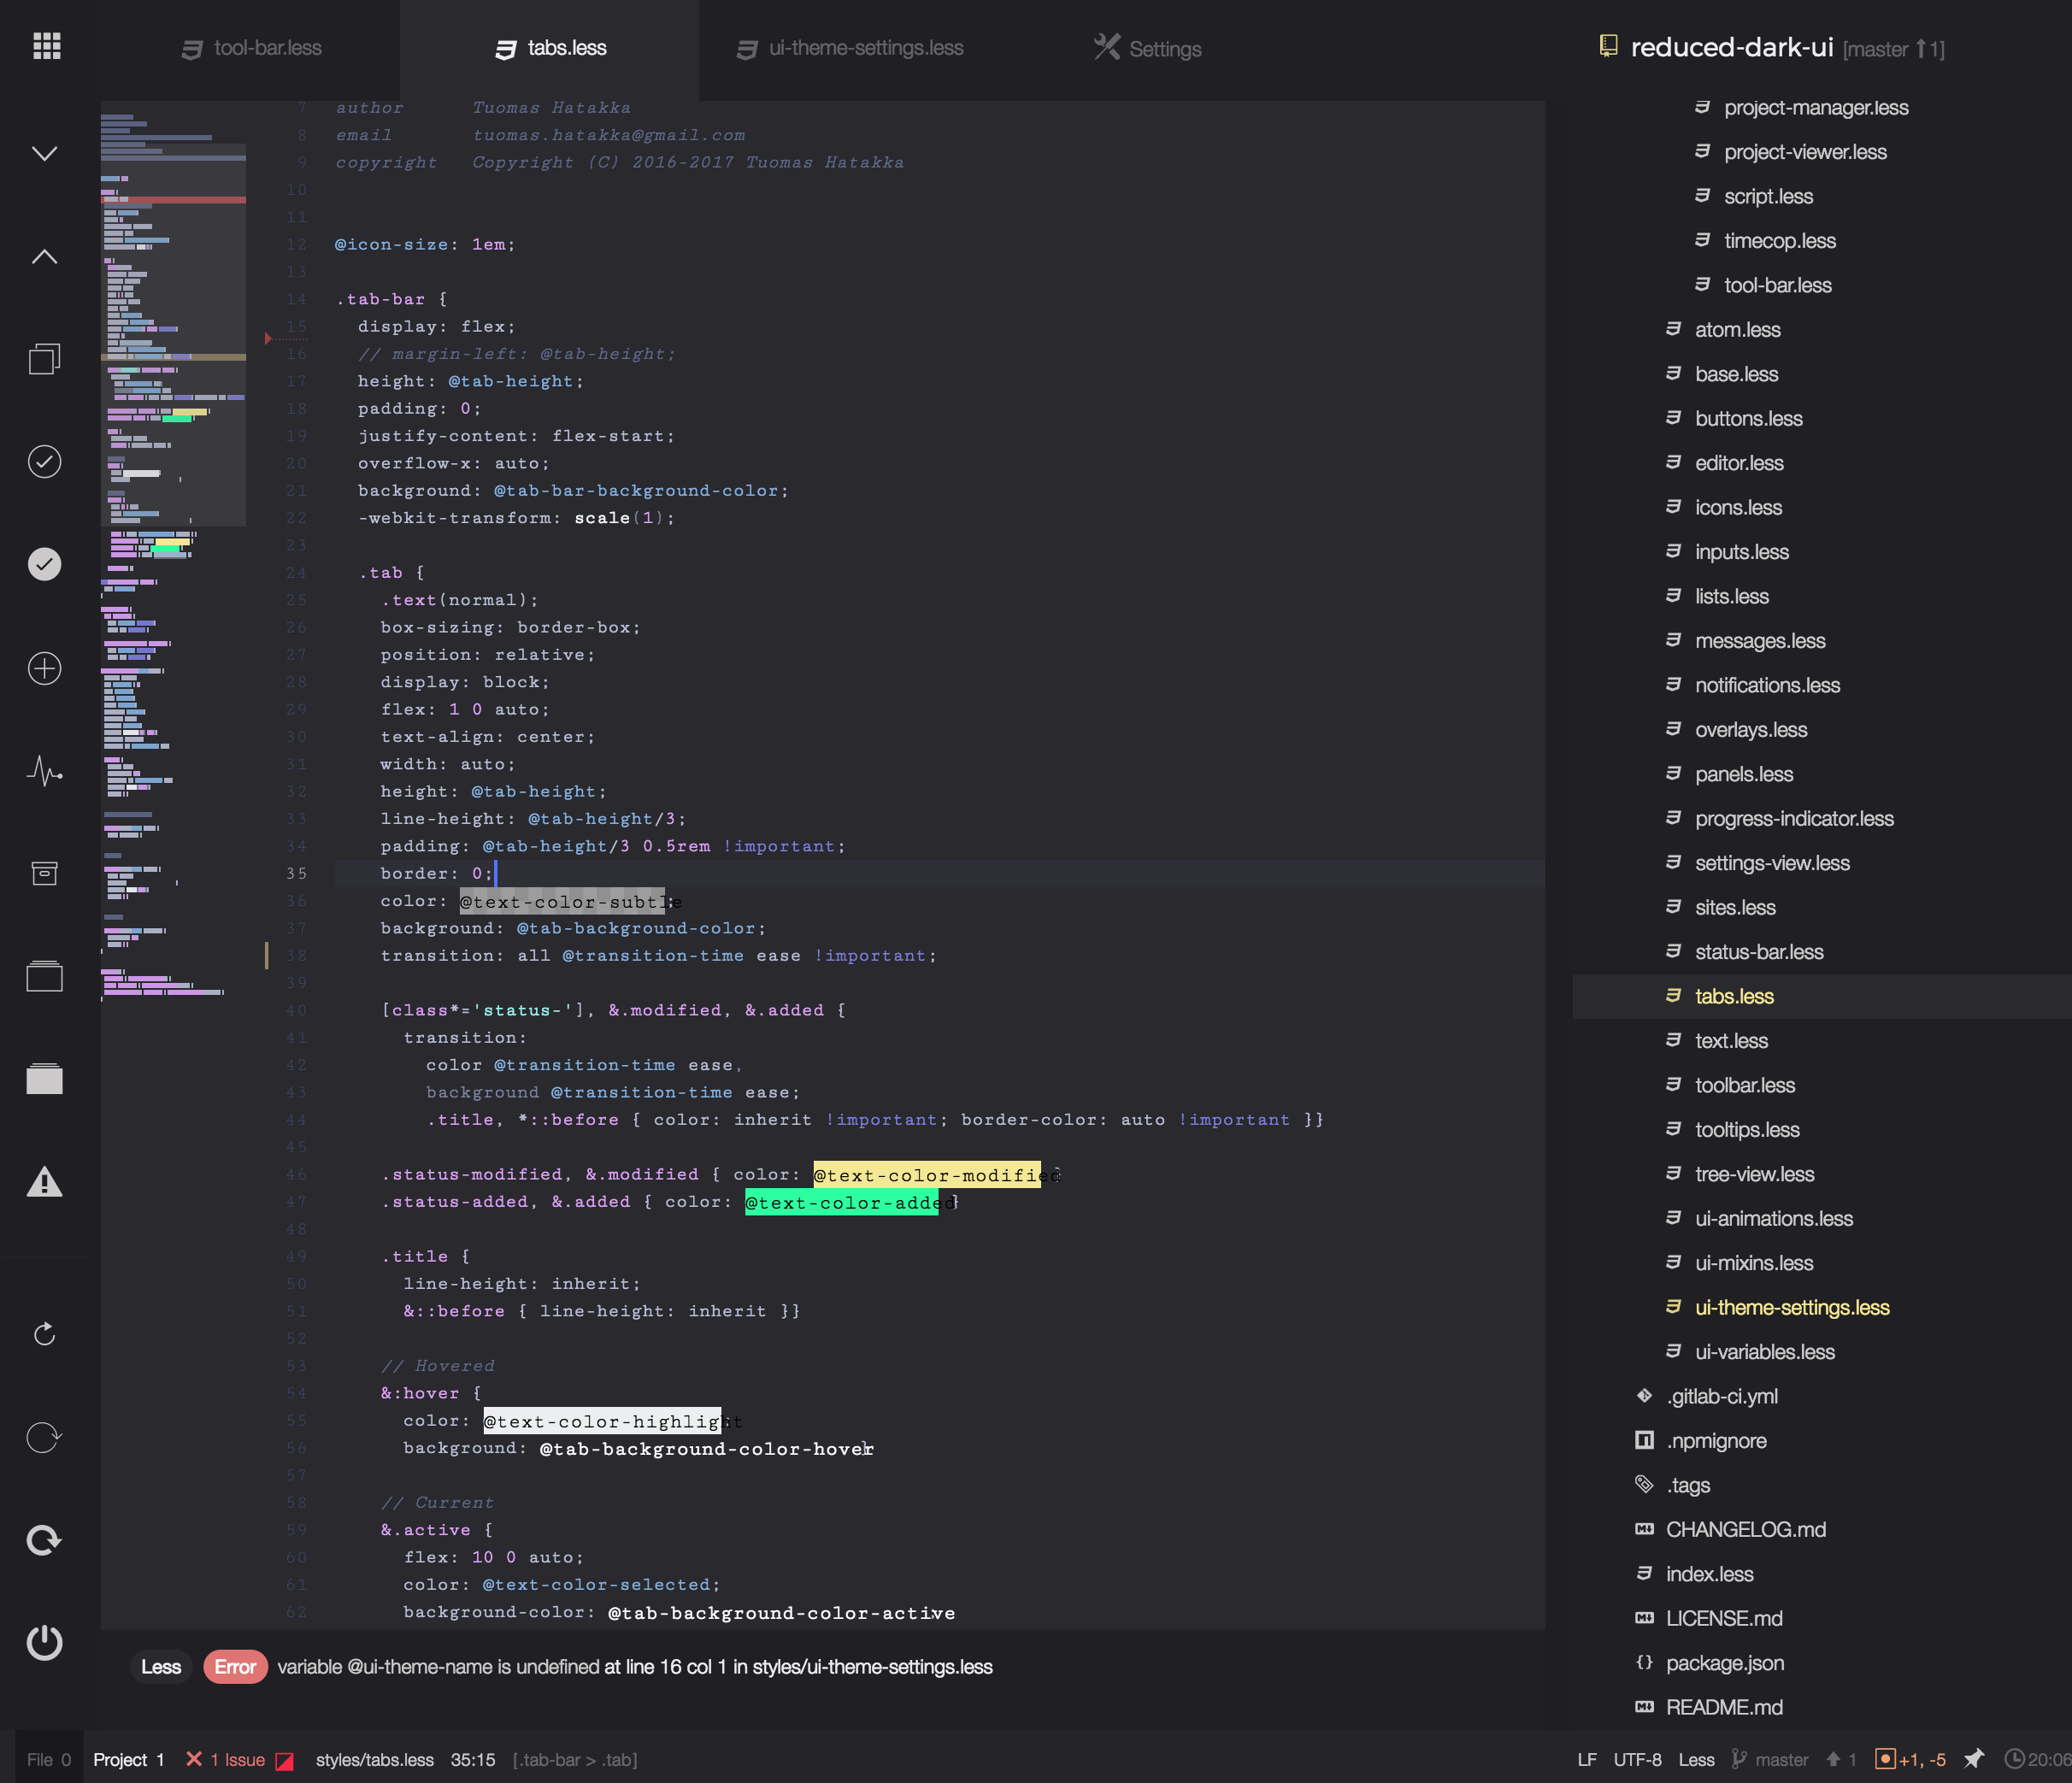 tool-bar.less
tabs.less
ui-theme-settings.less
Settings
reduced-dark-ui [master 1]
7 author Tuomas Hatakka
8 email tuomas.hatakka@gmail.com
9 copyright Copyright (C) 2016-2017 Tuomas Hatakka
10
11
12 @icon-size: 1em;
13
14 .tab-bar {
15 display: flex;
16 // margin-left: @tab-height;
17 height: @tab-height;
18 padding: 0;
19 justify-content: flex-start;
20 overflow-x: auto;
21 background: @tab-bar-background-color;
22 -webkit-transform: scale(1);
23
24 .tab {
25 .text(normal);
26 box-sizing: border-box;
27 position: relative;
28 display: block;
29 flex: 1 0 auto;
30 text-align: center;
31 width: auto;
32 height: @tab-height;
33 line-height: @tab-height/3;
34 padding: @tab-height/3 0.5rem !important;
35 border: 0;
36 color: @text-color-subtle;
37 background: @tab-background-color;
38 transition: all @transition-time ease !important;
39
40 [class*='status-'], &.modified, &.added {
41 transition:
42 color @transition-time ease,
43 background @transition-time ease;
44 .title, *::before { color: inherit !important; border-color: auto !important }}
45
46 .status-modified, &.modified { color: @text-color-modified }
47 .status-added, &.added { color: @text-color-added }
48
49 .title {
50 line-height: inherit;
51 &::before { line-height: inherit }}
52
53 // Hovered
54 &:hover {
55 color: @text-color-highlight;
56 background: @tab-background-color-hover
57
58 // Current
59 &.active {
60 flex: 10 0 auto;
61 color: @text-color-selected;
62 background-color: @tab-background-color-active
project-manager.less
project-viewer.less
script.less
timecop.less
tool-bar.less
atom.less
base.less
buttons.less
editor.less
icons.less
inputs.less
lists.less
messages.less
notifications.less
overlays.less
panels.less
progress-indicator.less
settings-view.less
sites.less
status-bar.less
tabs.less
text.less
toolbar.less
tooltips.less
tree-view.less
ui-animations.less
ui-mixins.less
ui-theme-settings.less
ui-variables.less
.gitlab-ci.yml
.npmignore
.tags
CHANGELOG.md
index.less
LICENSE.md
package.json
README.md
Less Error variable @ui-theme-name is undefined at line 16 col 1 in styles/ui-theme-settings.less
File 0 Project 1 1 Issue styles/tabs.less 35:15 [.tab-bar > .tab]
LF UTF-8 Less master 1 +1, -5 20:06